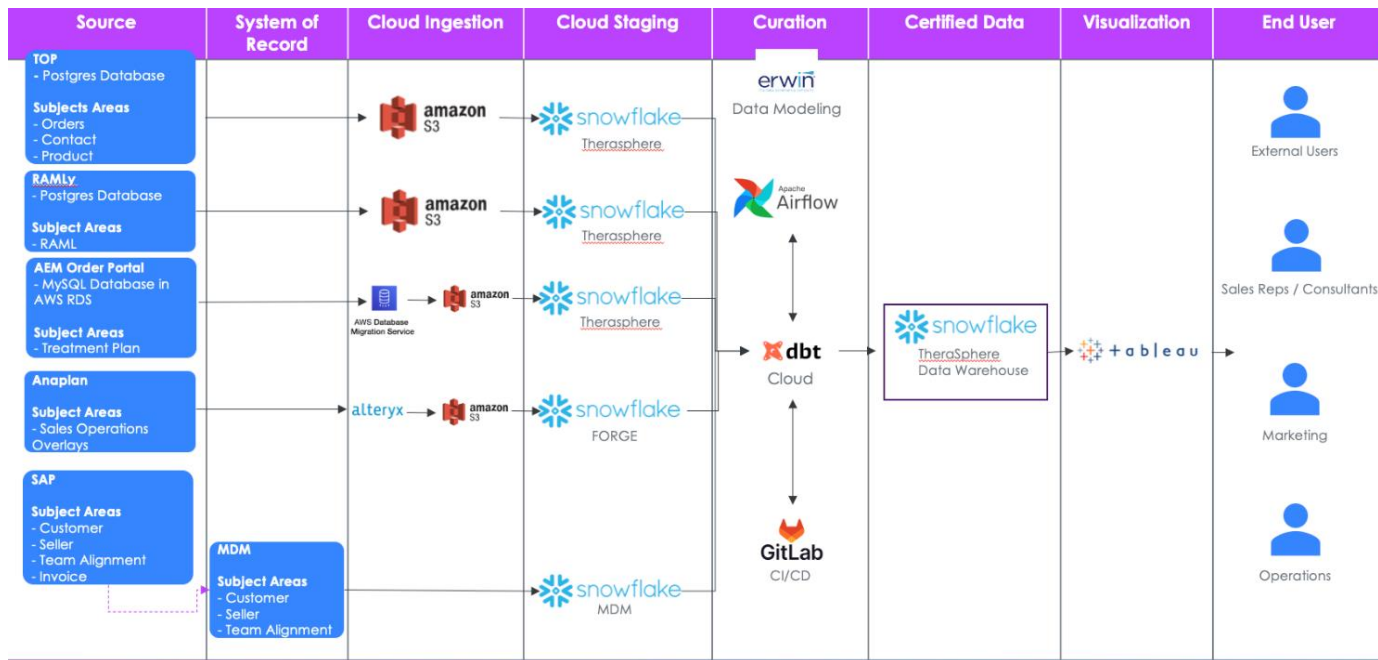 Source
System of
Record
Cloud Ingestion
Cloud Staging
Curation
Certified Data
Visualization
End User
TOP
- Postgres Database
Subjects Areas
- Orders
- Contact
- Product
amazon
S3
snowflake
Therasphere
erwin
Data Modeling
External Users
RAMLy
- Postgres Database
Subject Areas
- RAML
amazon
S3
snowflake
Therasphere
Apache
Airflow
AEM Order Portal
- MySQL Database in
AWS RDS
Subject Areas
- Treatment Plan
AWS Database
Migration Service
amazon
S3
snowflake
Therasphere
Sales Reps / Consultants
dbt
Cloud
snowflake
TheraSphere
Data Warehouse
+ableau
Anaplan
Subject Areas
- Sales Operations
Overlays
alteryx
amazon
S3
snowflake
FORGE
Marketing
SAP
Subject Areas
- Customer
- Seller
- Team Alignment
- Invoice
MDM
Subject Areas
- Customer
- Seller
- Team Alignment
snowflake
MDM
GitLab
CI/CD
Operations